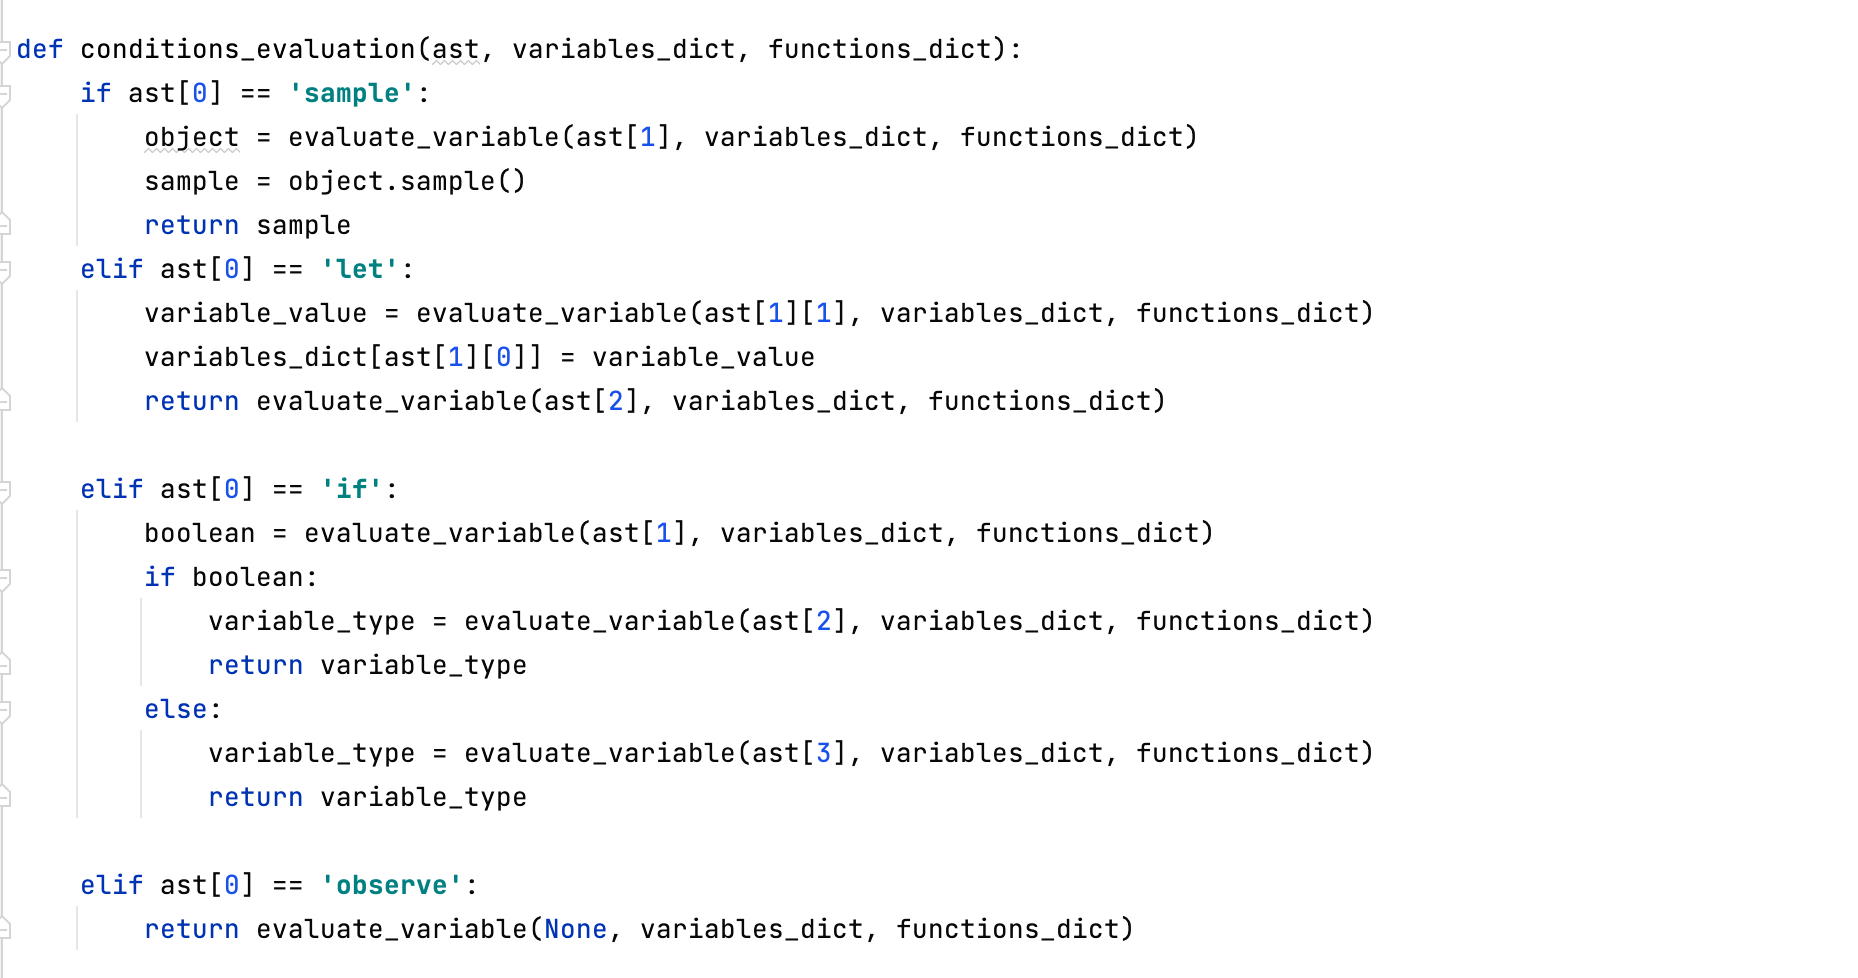 def conditions_evaluation(ast, variables_dict, functions_dict):
    if ast[0] == 'sample':
        object = evaluate_variable(ast[1], variables_dict, functions_dict)
        sample = object.sample()
        return sample
    elif ast[0] == 'let':
        variable_value = evaluate_variable(ast[1][1], variables_dict, functions_dict)
        variables_dict[ast[1][0]] = variable_value
        return evaluate_variable(ast[2], variables_dict, functions_dict)
    elif ast[0] == 'if':
        boolean = evaluate_variable(ast[1], variables_dict, functions_dict)
        if boolean:
            variable_type = evaluate_variable(ast[2], variables_dict, functions_dict)
            return variable_type
        else:
            variable_type = evaluate_variable(ast[3], variables_dict, functions_dict)
            return variable_type
    elif ast[0] == 'observe':
        return evaluate_variable(None, variables_dict, functions_dict)